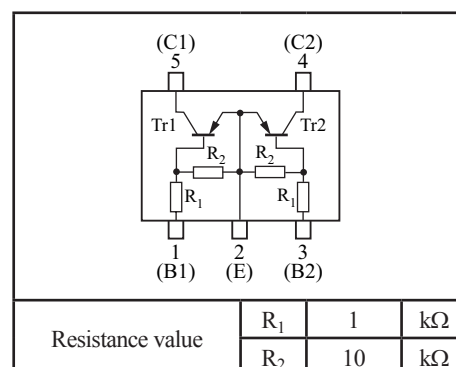 (C1) (C2)
5 4
Tr1 Tr2
R2 R2
R1 R1
1 2 3
(B1) (E) (B2)
Resistance value R1 1 kΩ
R2 10 kΩ